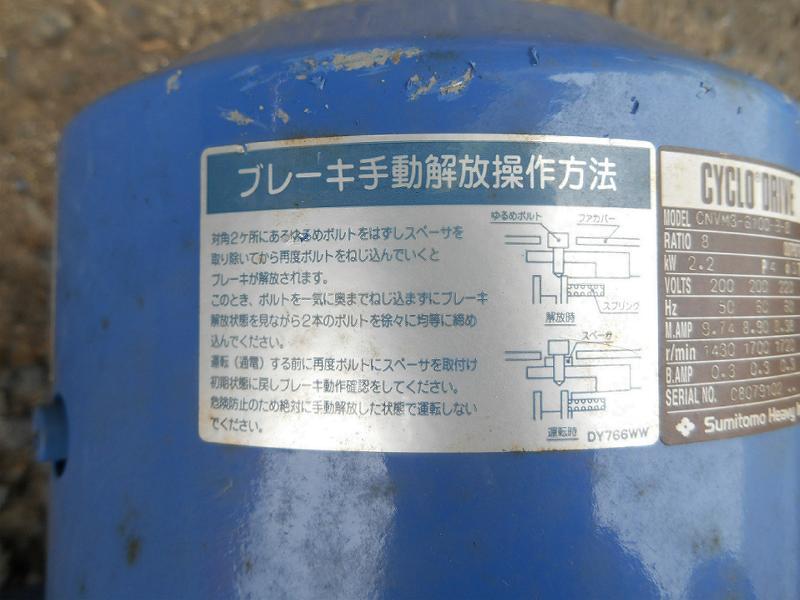 ブレーキ手動解放操作方法
対角2ケ所にあるゆるめボルトをはずしスペーサを
取り除いてから再度ボルトをねじ込んでいくと
ブレーキが解放されます。
このとき、ボルトを一気に奥までねじ込まずにブレーキ
解放状態を見ながら2本のボルトを徐々に均等に締め
込んでください。
運転（通電）する前に再度ボルトにスペーサを取付け
初期状態に戻しブレーキ動作確認をしてください。
危険防止のため絶対に手動解放した状態で運転しない
でください。
ゆるめボルト ファカバー
スプリング
解放時
スペーサ
運転時 DY766WW
CYCLO DRIVE
MODEL
RATIO 8
kW 2.2 P 4
VOLTS 200 200 220
Hz 50 60 60
M.AMP 9.74 8.90 8.38
r/min 1430 1700 1720
B.AMP 0.3 0.3 0.3
SERIAL NO. C8079102
Sumitomo Heavy